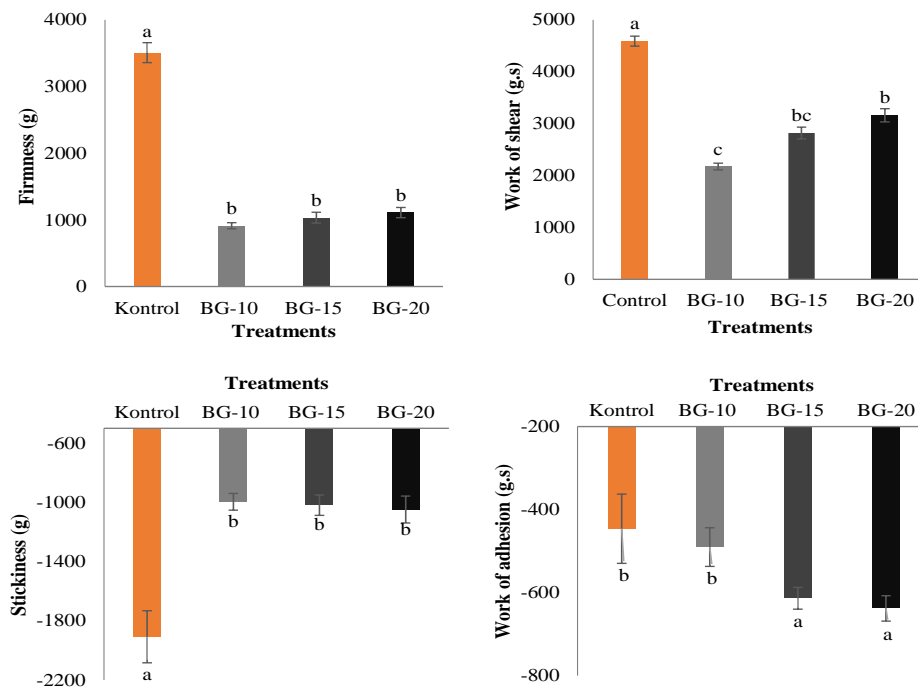 Firmness (g)
4000
3000
2000
1000
0
a
b
b
b
Kontrol BG-10 BG-15 BG-20
Treatments
Work of shear (g.s)
5000
4000
3000
2000
1000
0
a
c
bc
b
Control BG-10 BG-15 BG-20
Treatments
Treatments
Kontrol BG-10 BG-15 BG-20
Stickiness (g)
-600
-1000
-1400
-1800
-2200
a
b
b
b
Treatments
Kontrol BG-10 BG-15 BG-20
Work of adhesion (g.s)
-200
-400
-600
-800
b
b
a
a